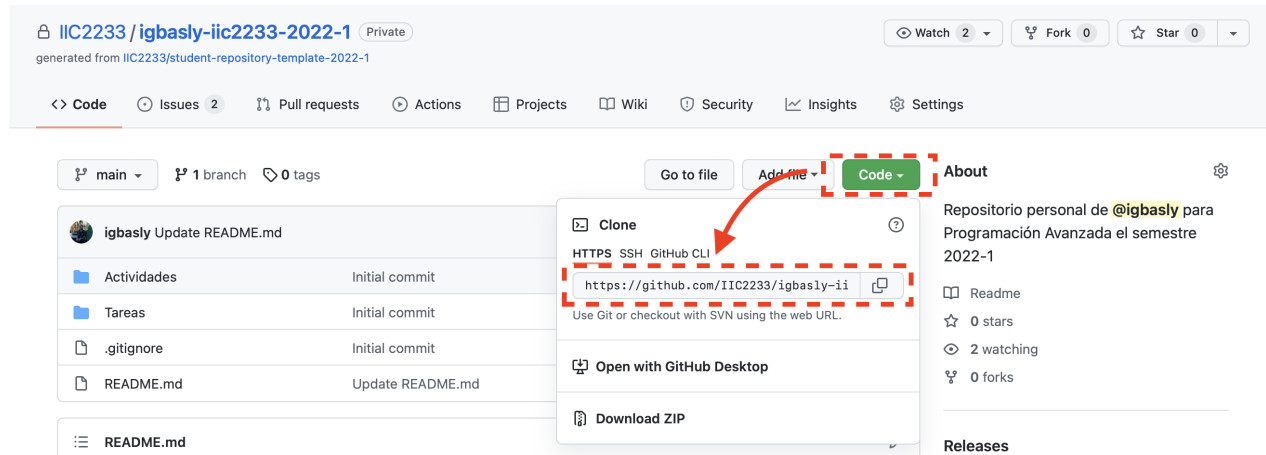 IIC2233 / igbasly-iic2233-2022-1 Private
Watch 2 Fork 0 Star 0
generated from IIC2233/student-repository-template-2022-1
Code Issues 2 Pull requests Actions Projects Wiki Security Insights Settings
main 1 branch 0 tags Go to file Add file Code
igbasly Update README.md
Actividades Initial commit
Tareas Initial commit
.gitignore Initial commit
README.md Update README.md
README.md
Clone
HTTPS SSH GitHub CLI
https://github.com/IIC2233/igbasly-ii
Use Git or checkout with SVN using the web URL.
Open with GitHub Desktop
Download ZIP
About
Repositorio personal de @igbasly para
Programación Avanzada el semestre
2022-1
Readme
0 stars
2 watching
0 forks
Releases